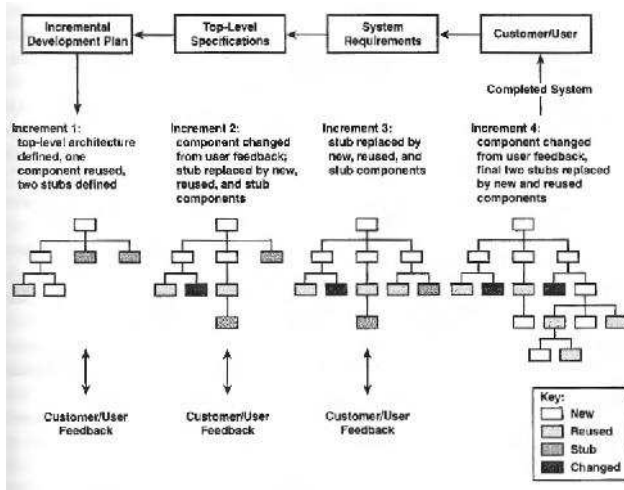 Incremental
Development Plan
Top-Level
Specifications
System
Requirements
Customer/User
Completed System
Increment 1:
top-level architecture
defined, one
component reused,
two stubs defined
Increment 2:
component changed
from user feedback;
stub replaced by new,
reused, and stub
components
Increment 3:
stub replaced by
new, reused, and
stub components
Increment 4:
component changed
from user feedback,
final two stubs replaced
by new and reused
components
Customer/User
Feedback
Customer/User
Feedback
Customer/User
Feedback
Key:
New
Reused
Stub
Changed